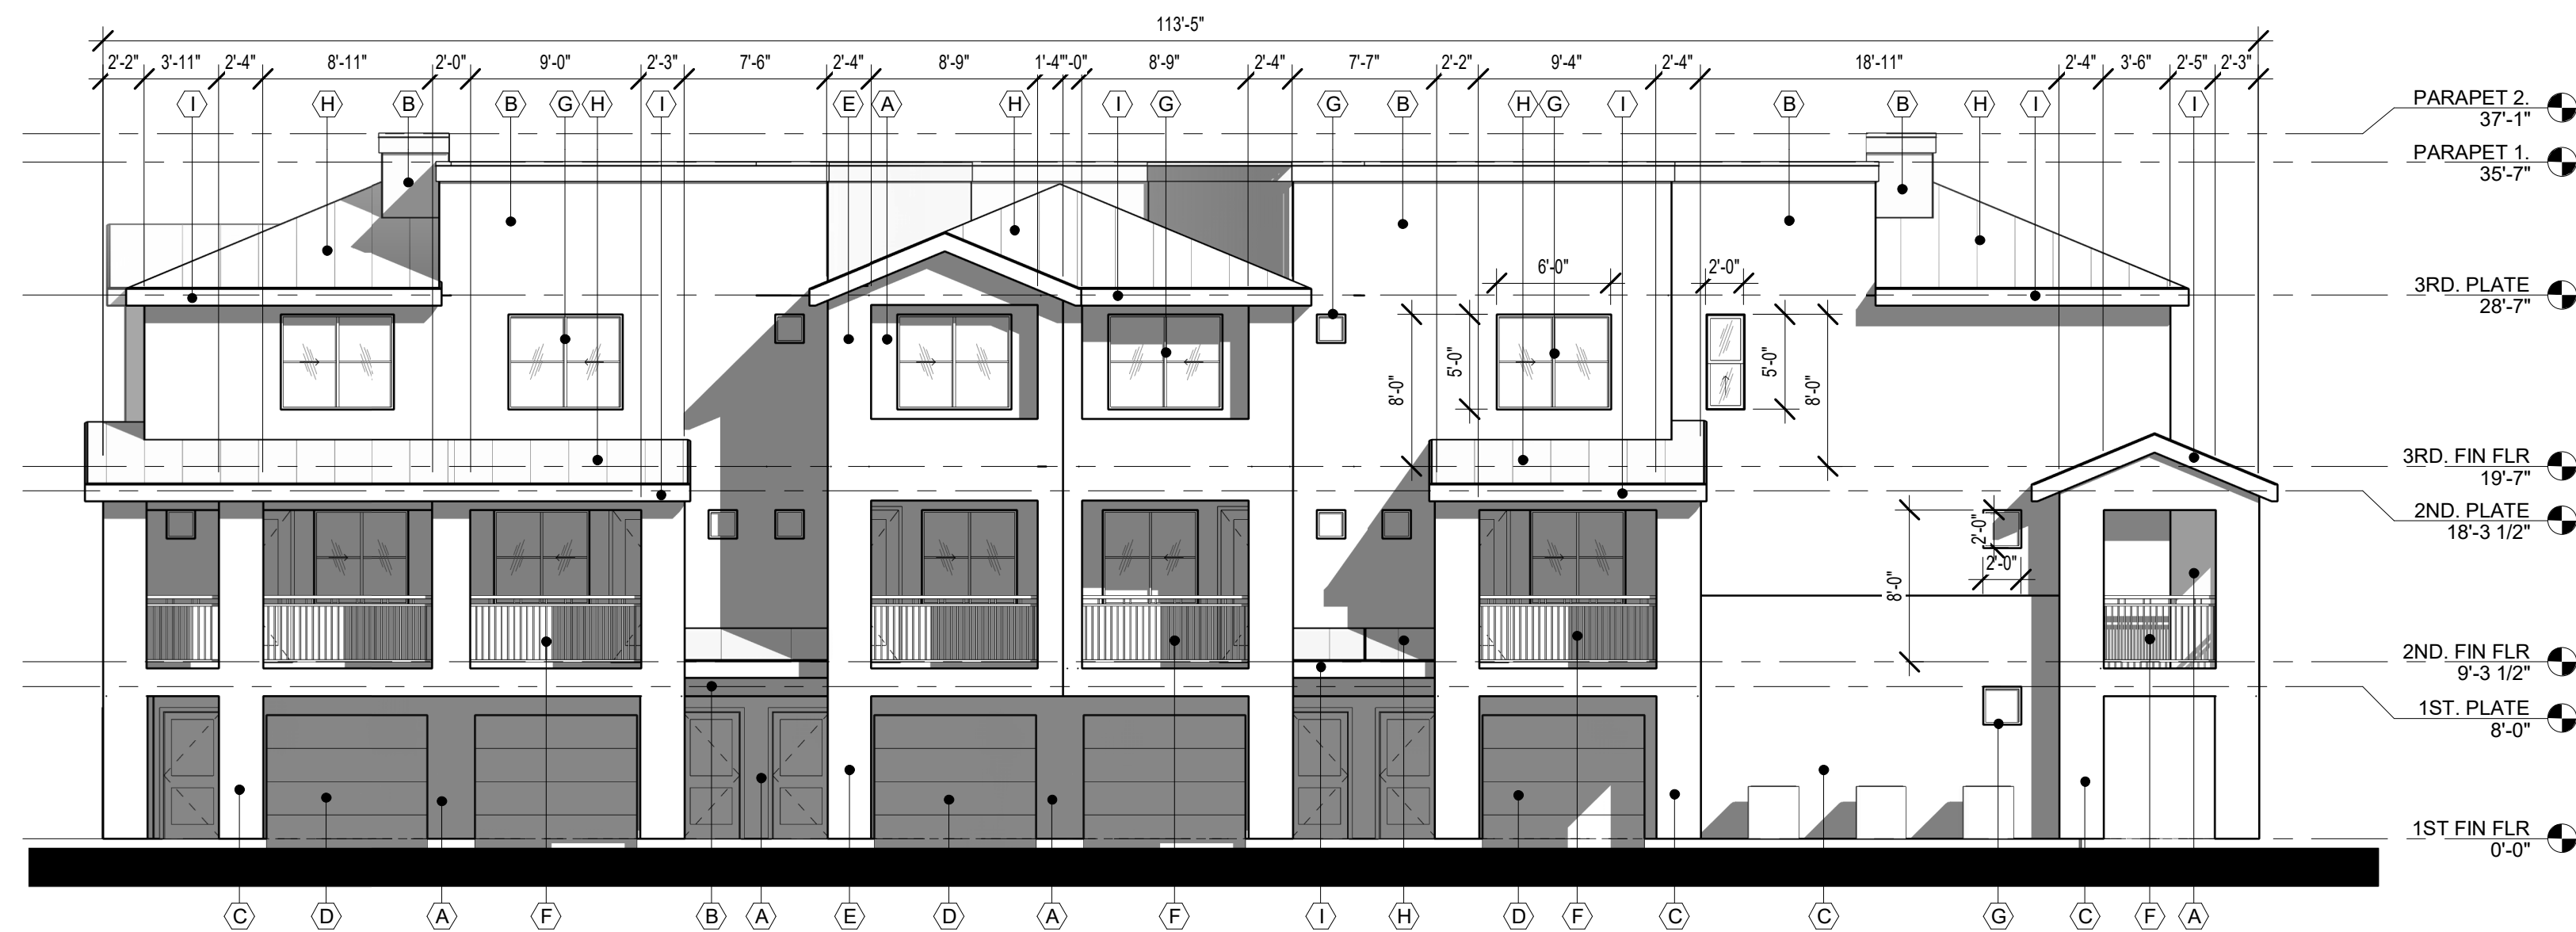 113'-5"
2'-2" 3'-11" 2'-4" 8'-11" 2'-0" 9'-0" 2'-3" 7'-6" 2'-4" 8'-9" 1'-4" -0" 8'-9" 2'-4" 7'-7" 2'-2" 9'-4" 2'-4" 18'-11" 2'-4" 3'-6" 2'-5" 2'-3"
I H B B G H I E A H I G G B H G I B B H I I
PARAPET 2.
37'-1"
PARAPET 1.
35'-7"
6'-0" 2'-0"
3RD. PLATE
28'-7"
8'-0" 5'-0" 5'-0" 8'-0"
3RD. FIN FLR
19'-7"
2ND. PLATE
18'-3 1/2"
2'-0"
2'-0"
8'-0"
2ND. FIN FLR
9'-3 1/2"
1ST. PLATE
8'-0"
1ST FIN FLR
0'-0"
C D A F B A E D A F I H D F C C G C F A